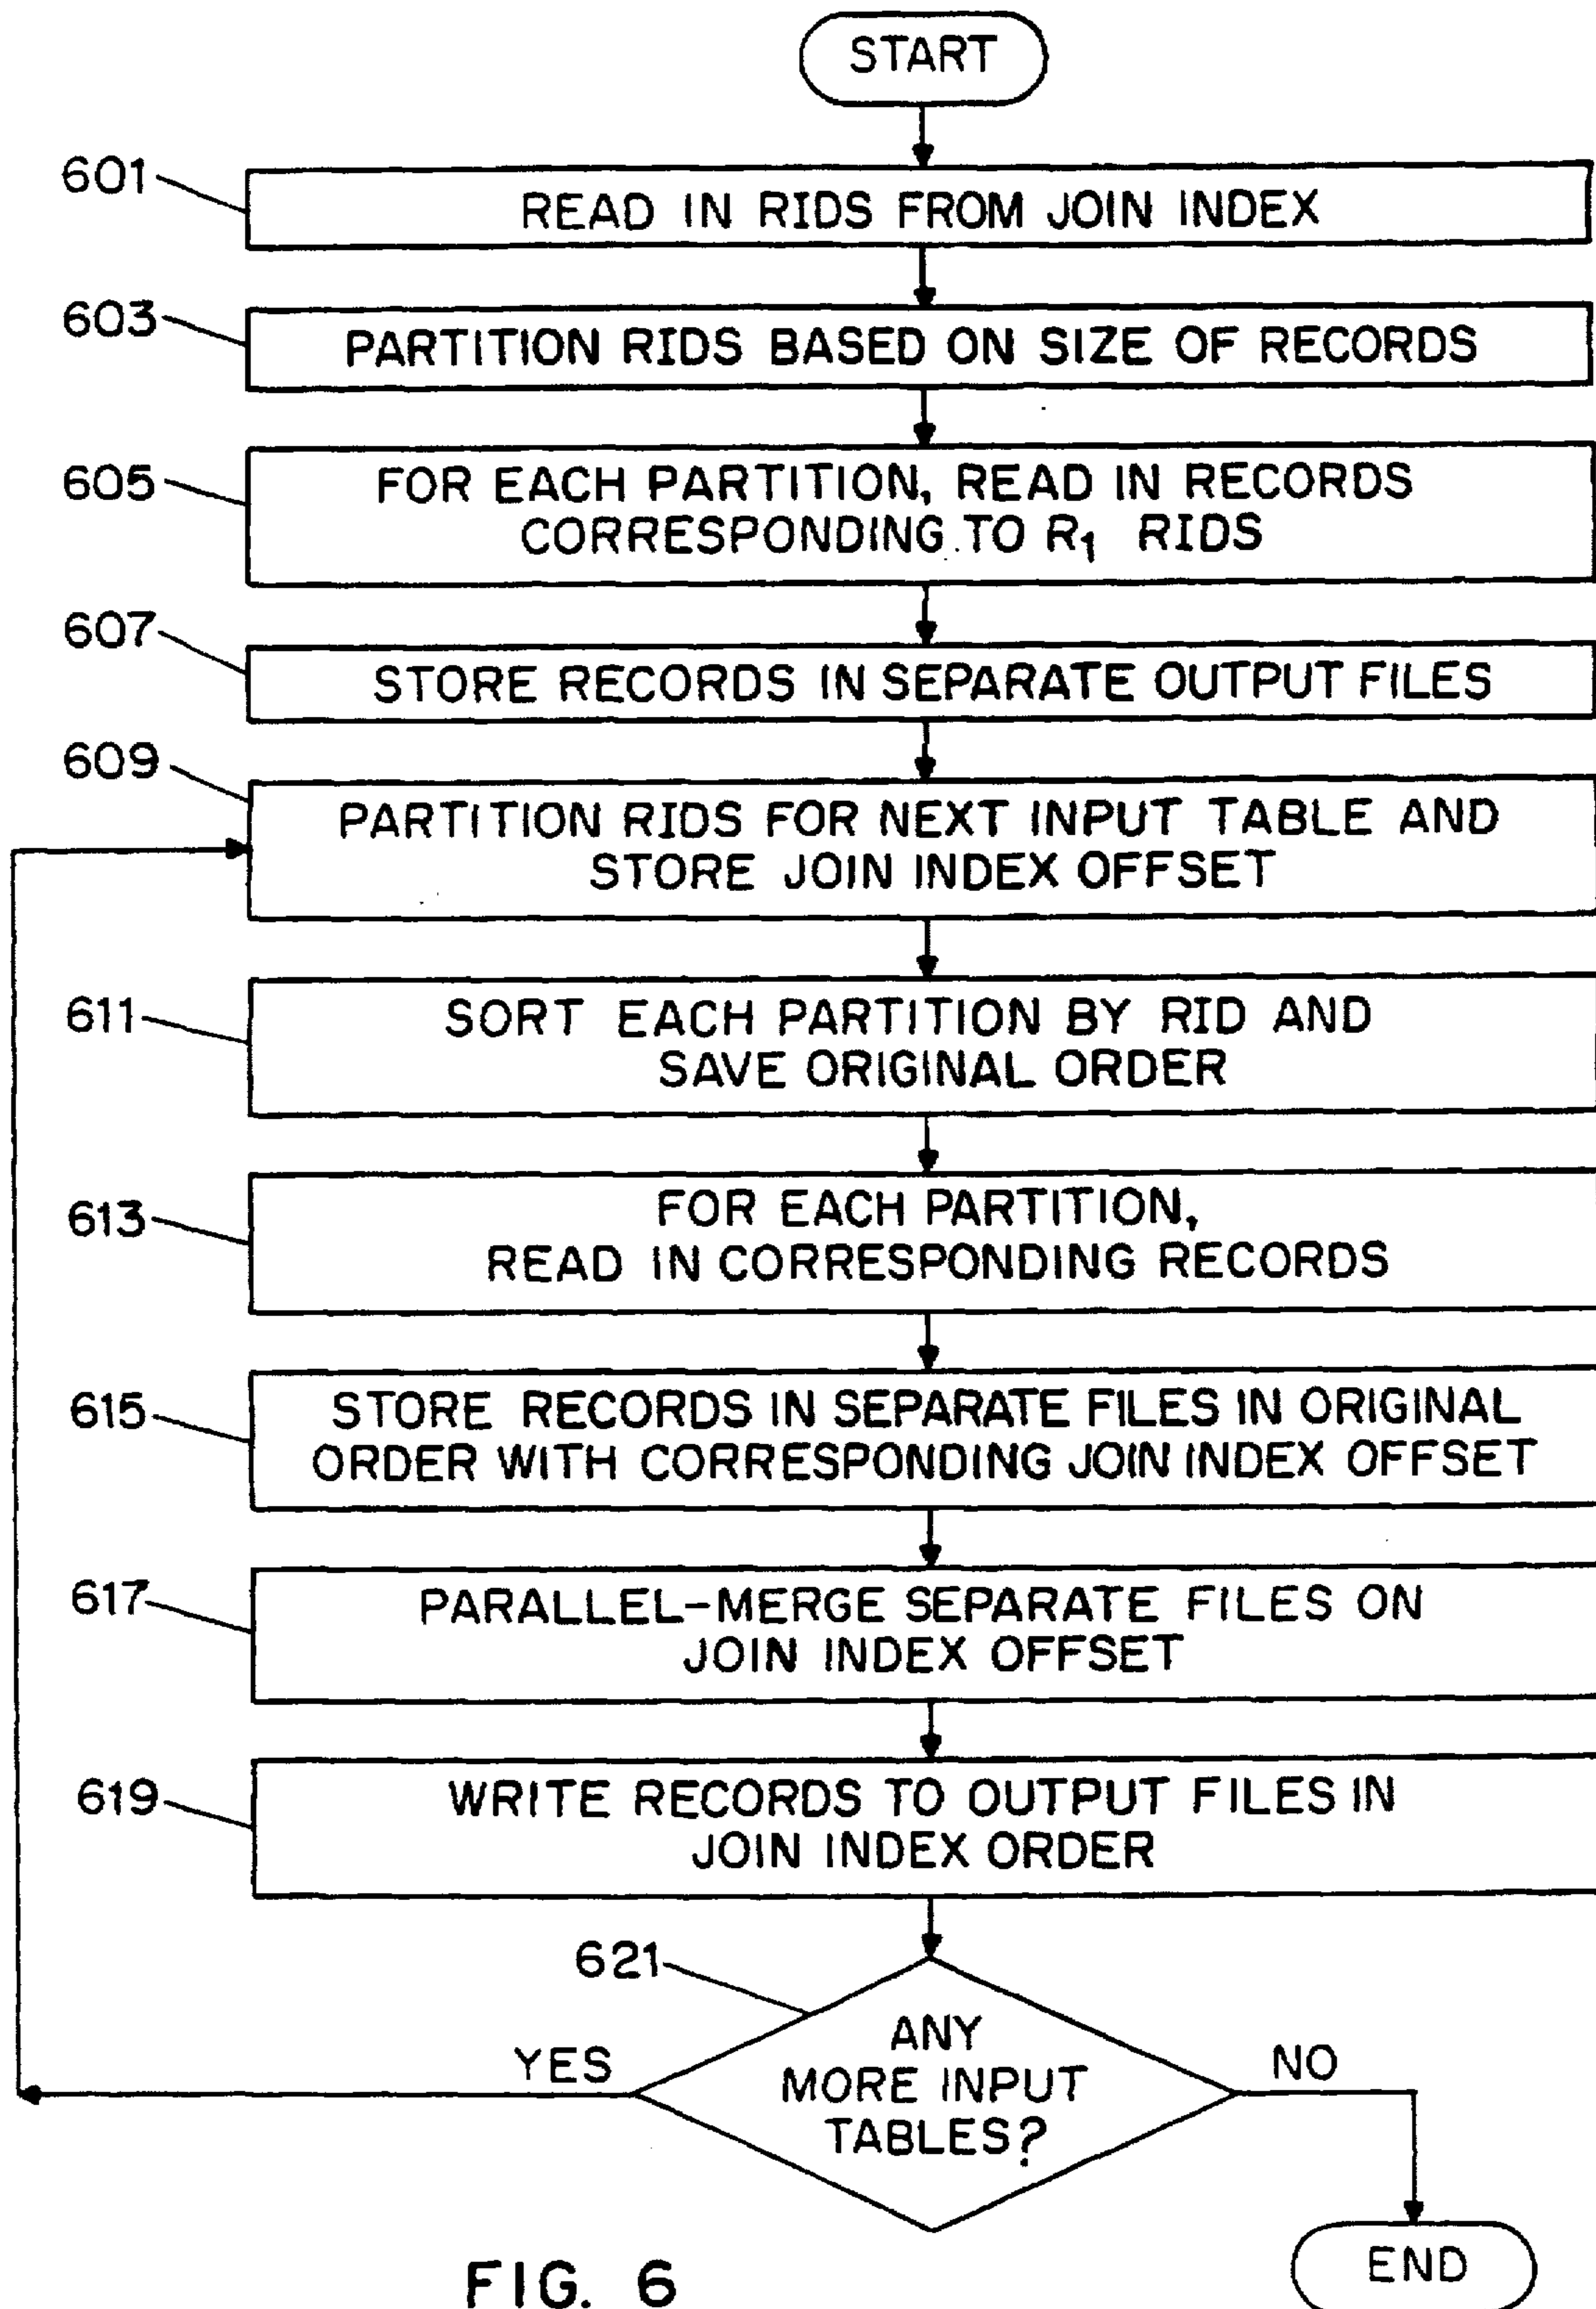 START
601
READ IN RIDS FROM JOIN INDEX
603
PARTITION RIDS BASED ON SIZE OF RECORDS
605
FOR EACH PARTITION, READ IN RECORDS
CORRESPONDING TO R₁ RIDS
607
STORE RECORDS IN SEPARATE OUTPUT FILES
609
PARTITION RIDS FOR NEXT INPUT TABLE AND
STORE JOIN INDEX OFFSET
611
SORT EACH PARTITION BY RID AND
SAVE ORIGINAL ORDER
613
FOR EACH PARTITION,
READ IN CORRESPONDING RECORDS
615
STORE RECORDS IN SEPARATE FILES IN ORIGINAL
ORDER WITH CORRESPONDING JOIN INDEX OFFSET
617
PARALLEL-MERGE SEPARATE FILES ON
JOIN INDEX OFFSET
619
WRITE RECORDS TO OUTPUT FILES IN
JOIN INDEX ORDER
621
ANY
MORE INPUT
TABLES?
YES
NO
END
FIG. 6